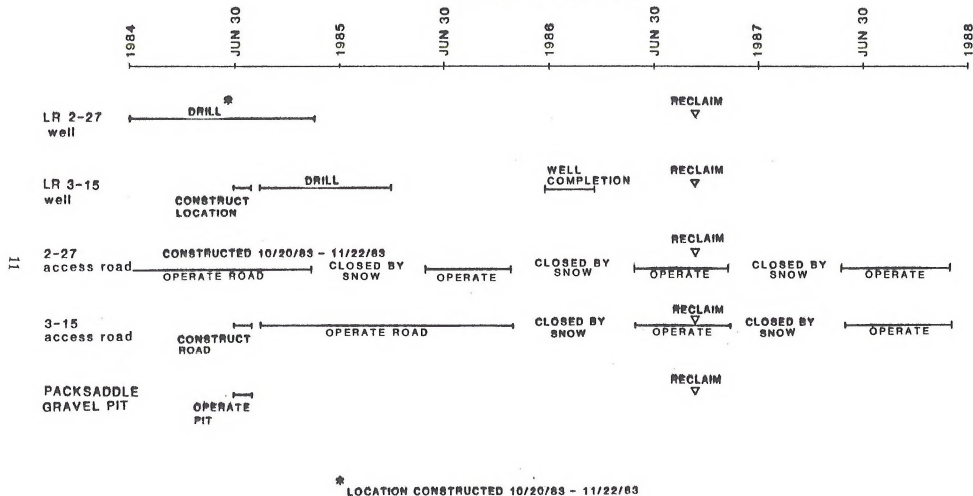 1984
JUN 30
1985
JUN 30
1986
JUN 30
1987
JUN 30
1988
LR 2-27
well
DRILL *
RECLAIM
LR 3-15
well
CONSTRUCT
LOCATION
DRILL
WELL
COMPLETION
RECLAIM
2-27
access road
CONSTRUCTED 10/20/83 - 11/22/83
OPERATE ROAD
CLOSED BY
SNOW
OPERATE
CLOSED BY
SNOW
RECLAIM
OPERATE
CLOSED BY
SNOW
OPERATE
3-15
access road
CONSTRUCT
ROAD
OPERATE ROAD
CLOSED BY
SNOW
RECLAIM
OPERATE
CLOSED BY
SNOW
OPERATE
PACKSADDLE
GRAVEL PIT
OPERATE
PIT
RECLAIM
* LOCATION CONSTRUCTED 10/20/83 - 11/22/83
11